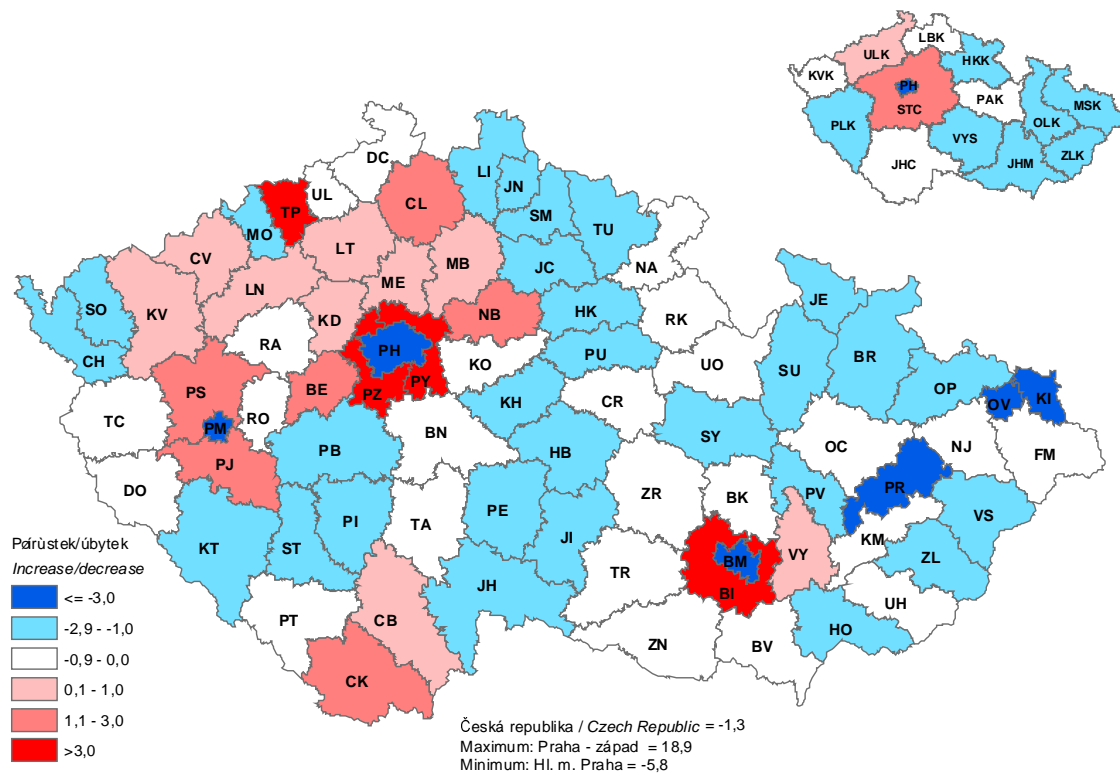 LBK
ULK
HKK
KVK
PH
PAK
STC
MSK
PLK
OLK
VYS
ZLK
JHM
JHC
DC
LI
JN
UL
CL
TP
SM
MO
TU
LT
CV
MB
JC
NA
ME
LN
JE
SO
KV
KD
NB
HK
RK
RA
PH
PU
CH
KO
UO
BR
SU
OP
PS
BE
PZ
PY
KI
OV
KH
CR
TC
RO
PM
BN
SY
OC
NJ
FM
PB
HB
PJ
ZR
BK
PV
PR
DO
TA
PE
PI
VS
KT
ST
JI
KM
VY
ZL
BM
TR
BI
JH
UH
PT
CB
HO
ZN
BV
CK
Pørùstek/úbytek
Increase/decrease
<= -3,0
-2,9 - -1,0
-0,9 - 0,0
0,1 - 1,0
1,1 - 3,0
>3,0
Česká republika / Czech Republic = -1,3
Maximum: Praha - západ = 18,9
Minimum: Hl. m. Praha = -5,8